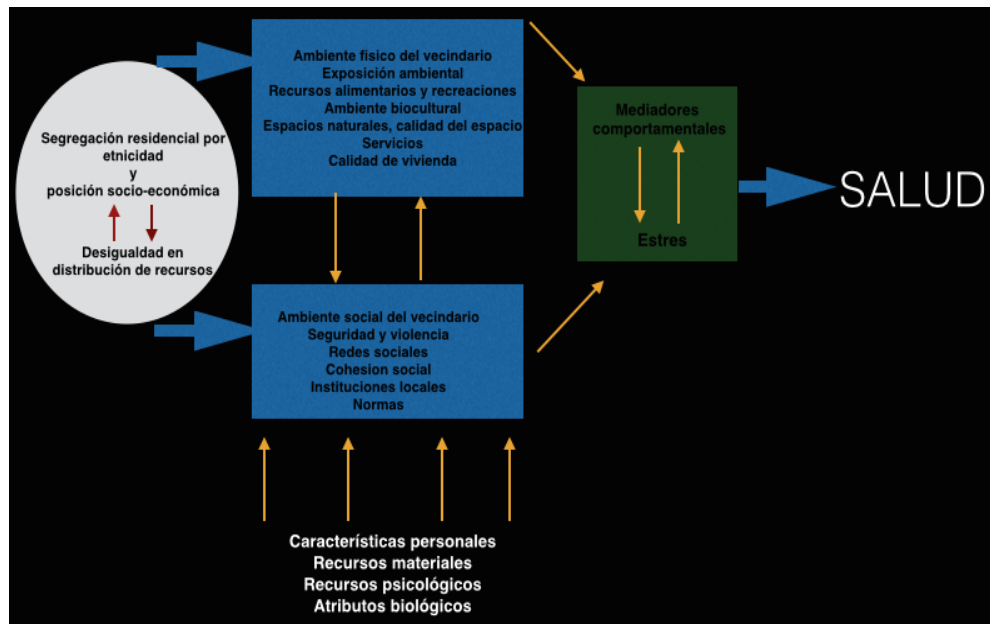 Segregación residencial por
etnicidad
y
posición socio-económica
Desigualdad en
distribución de recursos
Ambiente fisico del vecindario
Exposición ambiental
Recursos alimentarios y recreaciones
Ambiente biocultural
Espacios naturales, calidad del espacio
Servicios
Calidad de vivienda
Ambiente social del vecindario
Seguridad y violencia
Redes sociales
Cohesion social
Instituciones locales
Normas
Características personales
Recursos materiales
Recursos psicológicos
Atributos biológicos
Mediadores
comportamentales
Estres
SALUD